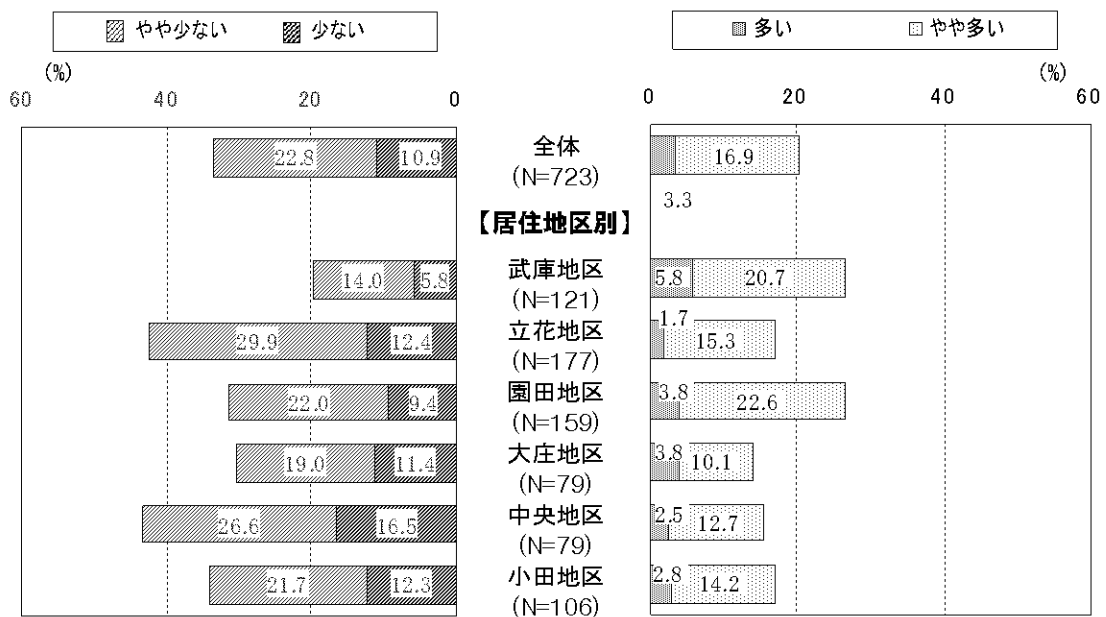 やや少ない 少ない
多い やや多い
(%) (%)
60 40 20 0
0 20 40 60
22.8 10.9 全体 16.9
(N=723)
3.3
【居住地区別】
14.0 5.8 武庫地区 5.8 20.7
(N=121)
29.9 12.4 立花地区 1.7 15.3
(N=177)
22.0 9.4 園田地区 3.8 22.6
(N=159)
19.0 11.4 大庄地区 3.8 10.1
(N=79)
26.6 16.5 中央地区 2.5 12.7
(N=79)
21.7 12.3 小田地区 2.8 14.2
(N=106)